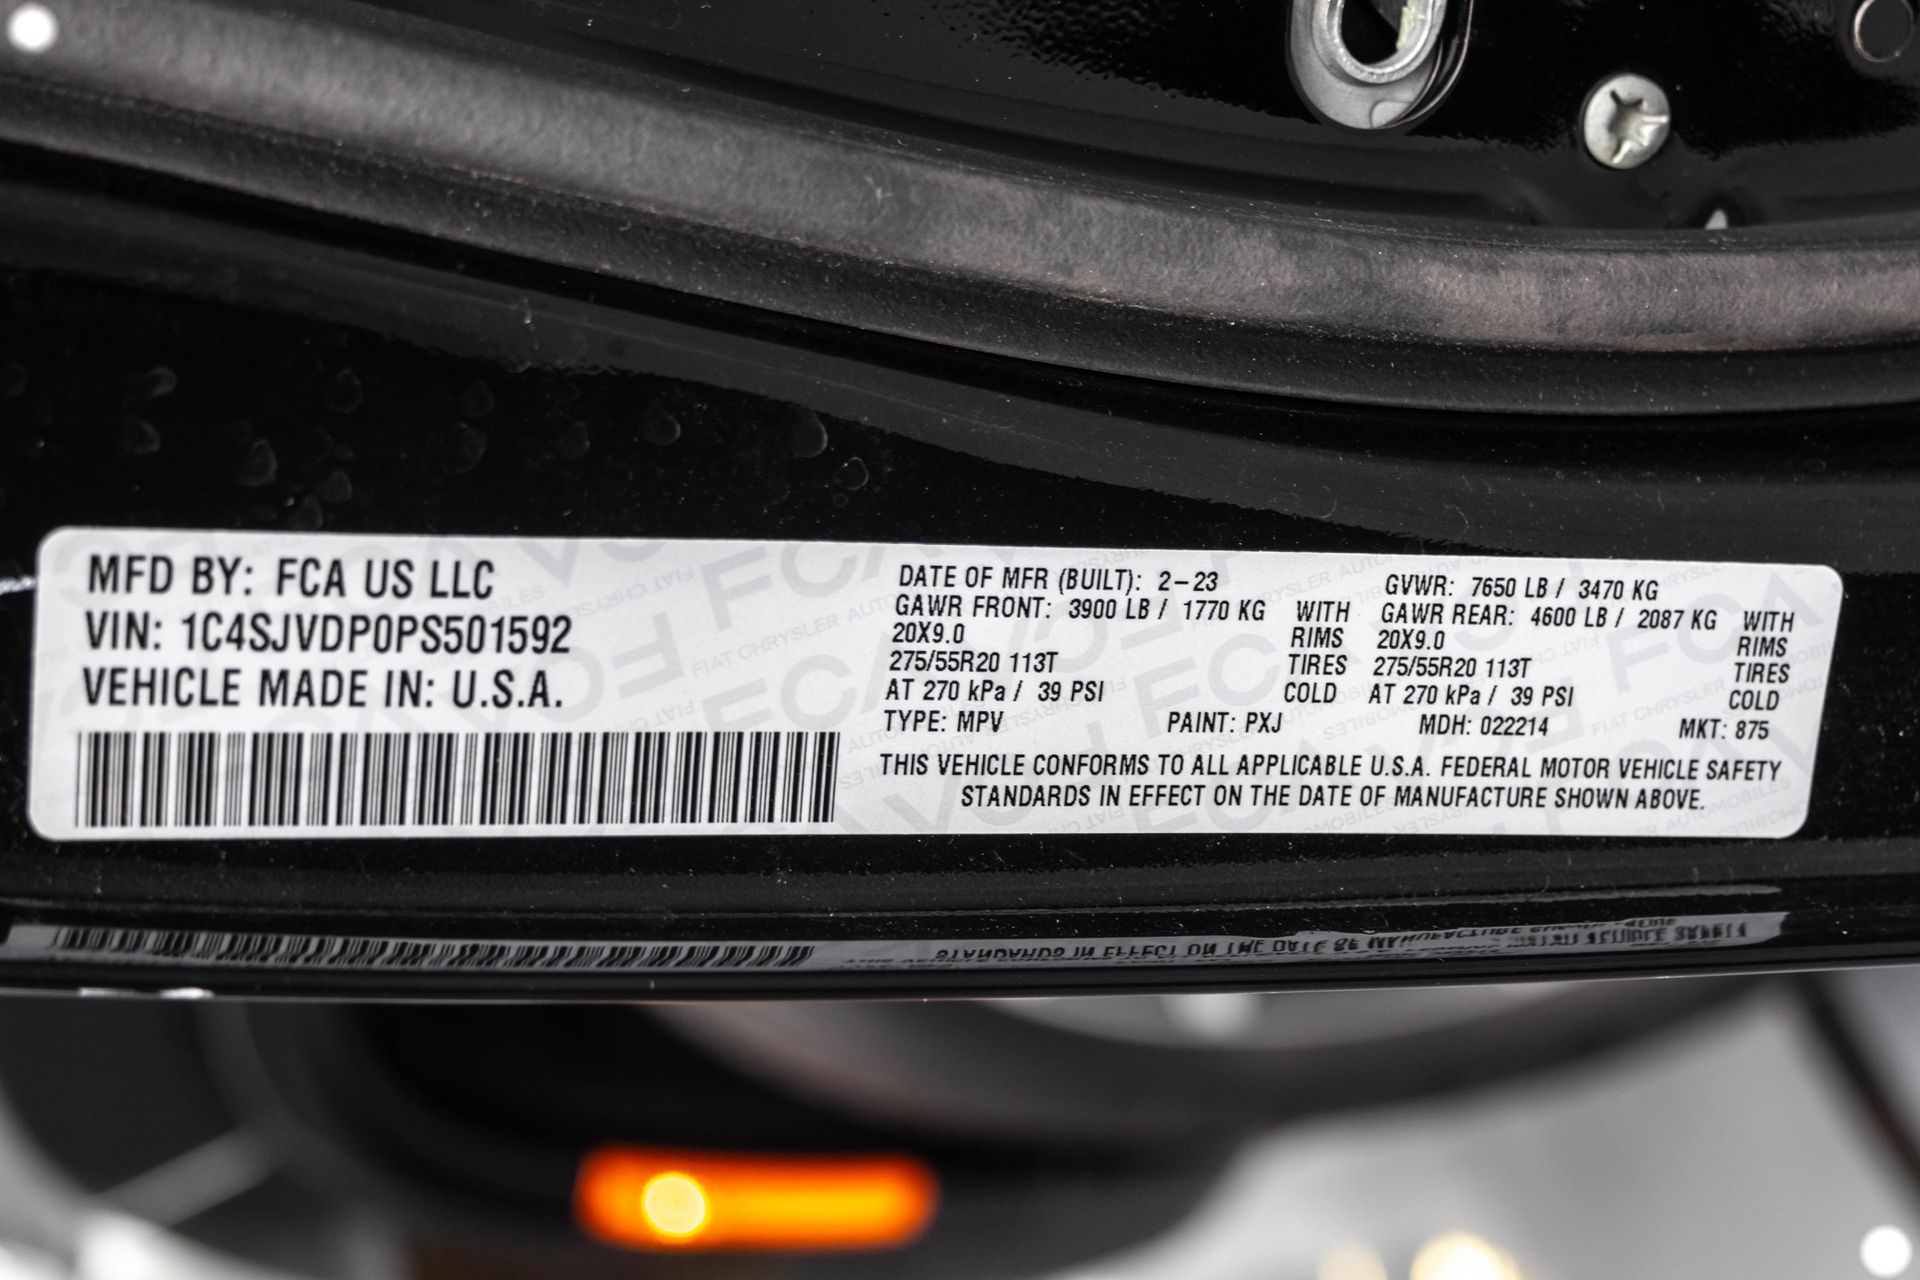 MFD BY: FCA US LLC
VIN: 1C4SJVDP0PS501592
VEHICLE MADE IN: U.S.A.
DATE OF MFR (BUILT): 2-23 GVWR: 7650 LB / 3470 KG
GAWR FRONT: 3900 LB / 1770 KG WITH GAWR REAR: 4600 LB / 2087 KG WITH
20X9.0 RIMS 20X9.0 RIMS
275/55R20 113T TIRES 275/55R20 113T TIRES
AT 270 kPa / 39 PSI COLD AT 270 kPa / 39 PSI COLD
TYPE: MPV PAINT: PXJ MDH: 022214 MKT: 875
THIS VEHICLE CONFORMS TO ALL APPLICABLE U.S.A. FEDERAL MOTOR VEHICLE SAFETY
STANDARDS IN EFFECT ON THE DATE OF MANUFACTURE SHOWN ABOVE.